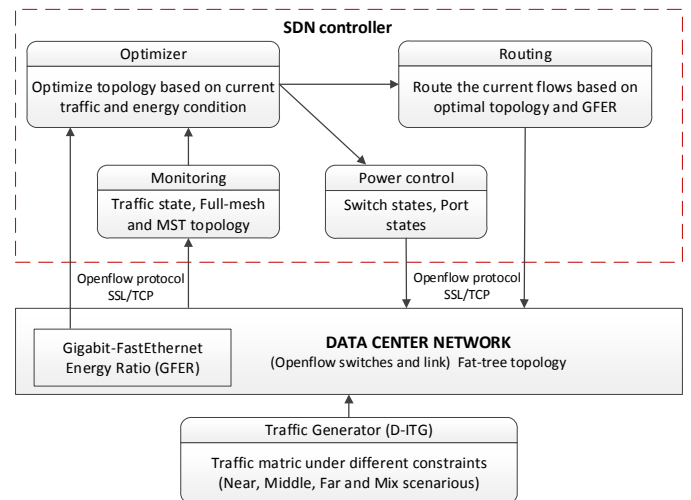 SDN controller
Optimizer
Optimize topology based on current
traffic and energy condition
Routing
Route the current flows based on
optimal topology and GFER
Monitoring
Traffic state, Full-mesh
and MST topology
Power control
Switch states, Port
states
Openflow protocol
SSL/TCP
Openflow protocol
SSL/TCP
DATA CENTER NETWORK
(Openflow switches and link) Fat-tree topology
Gigabit-FastEthernet
Energy Ratio (GFER)
Traffic Generator (D-ITG)
Traffic matric under different constraints
(Near, Middle, Far and Mix scenarious)